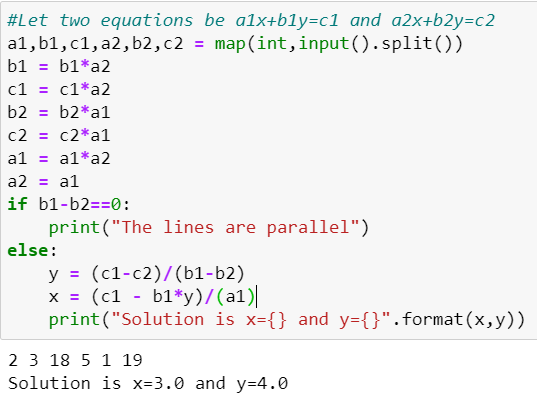 #Let two equations be a1x+b1y=c1 and a2x+b2y=c2
a1,b1,c1,a2,b2,c2 = map(int,input().split())
b1 = b1*a2
c1 = c1*a2
b2 = b2*a1
c2 = c2*a1
a1 = a1*a2
a2 = a1
if b1-b2==0:
    print("The lines are parallel")
else:
    y = (c1-c2)/(b1-b2)
    x = (c1 - b1*y)/(a1)
    print("Solution is x={} and y={}".format(x,y))
2 3 18 5 1 19
Solution is x=3.0 and y=4.0